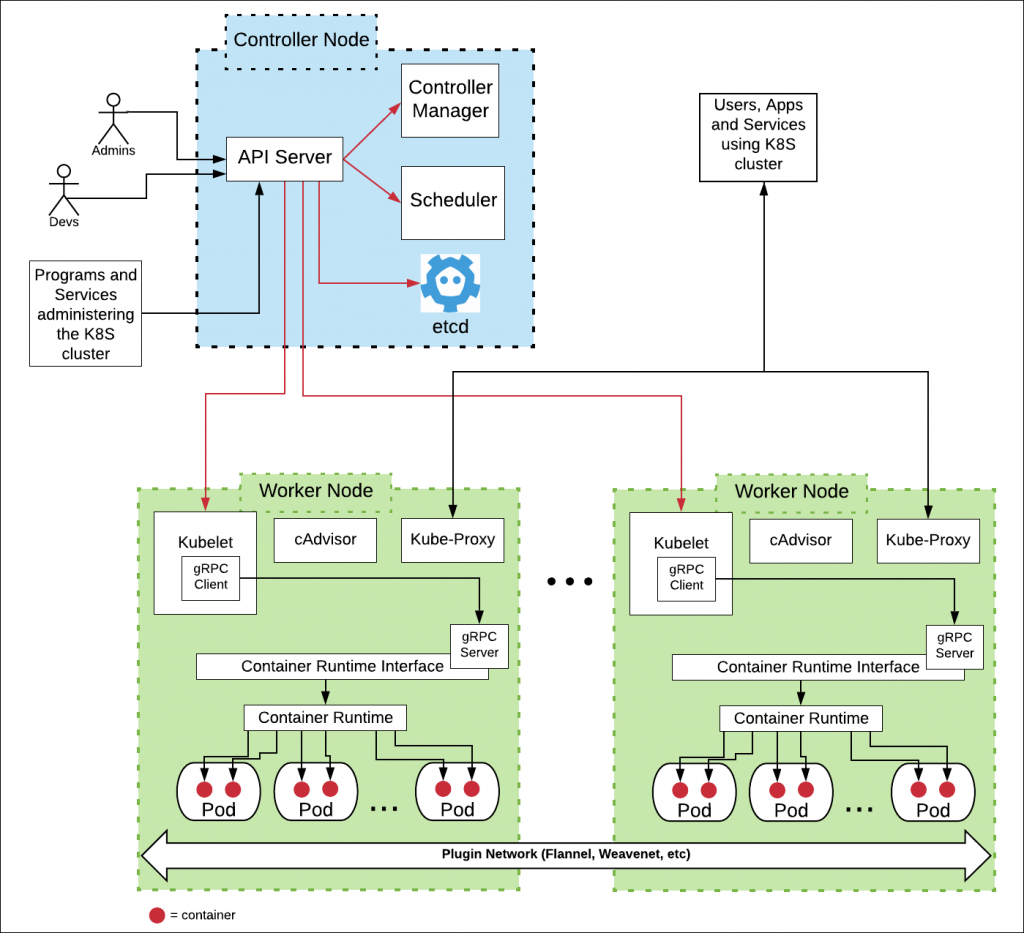 Controller Node
Controller
Manager
API Server
Scheduler
etcd
Admins
Devs
Programs and
Services
administering
the K8S
cluster
Users, Apps
and Services
using K8S
cluster
Worker Node
Kubelet
gRPC
Client
cAdvisor
Kube-Proxy
gRPC
Server
Container Runtime Interface
Container Runtime
Pod
Pod
...
Pod
...
Worker Node
Kubelet
gRPC
Client
cAdvisor
Kube-Proxy
gRPC
Server
Container Runtime Interface
Container Runtime
Pod
Pod
...
Pod
Plugin Network (Flannel, Weavenet, etc)
= container